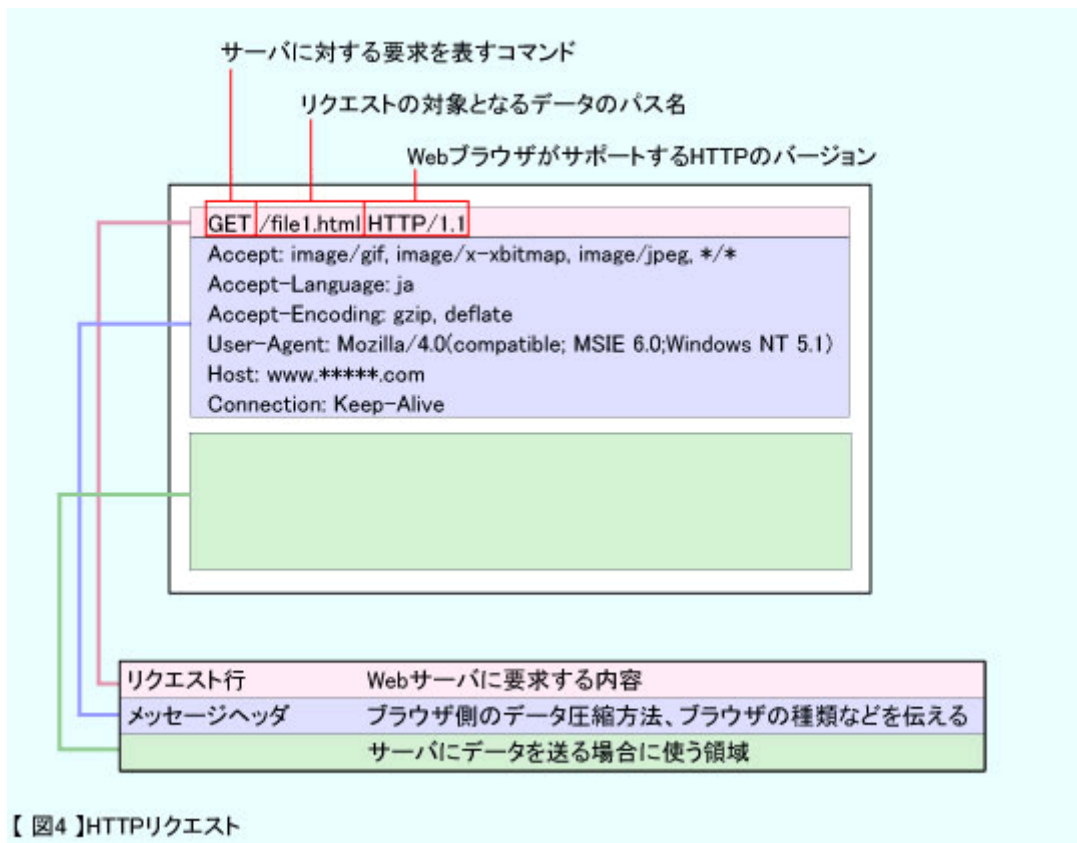 サーバに対する要求を表すコマンド
リクエストの対象となるデータのパス名
WebブラウザがサポートするHTTPのバージョン
GET /file1.html HTTP/1.1
Accept: image/gif, image/x-xbitmap, image/jpeg, */*
Accept-Language: ja
Accept-Encoding: gzip, deflate
User-Agent: Mozilla/4.0(compatible; MSIE 6.0;Windows NT 5.1)
Host: www.*****.com
Connection: Keep-Alive
リクエスト行 Webサーバに要求する内容
メッセージヘッダ ブラウザ側のデータ圧縮方法、ブラウザの種類などを伝える
サーバにデータを送る場合に使う領域
【 図4 】HTTPリクエスト